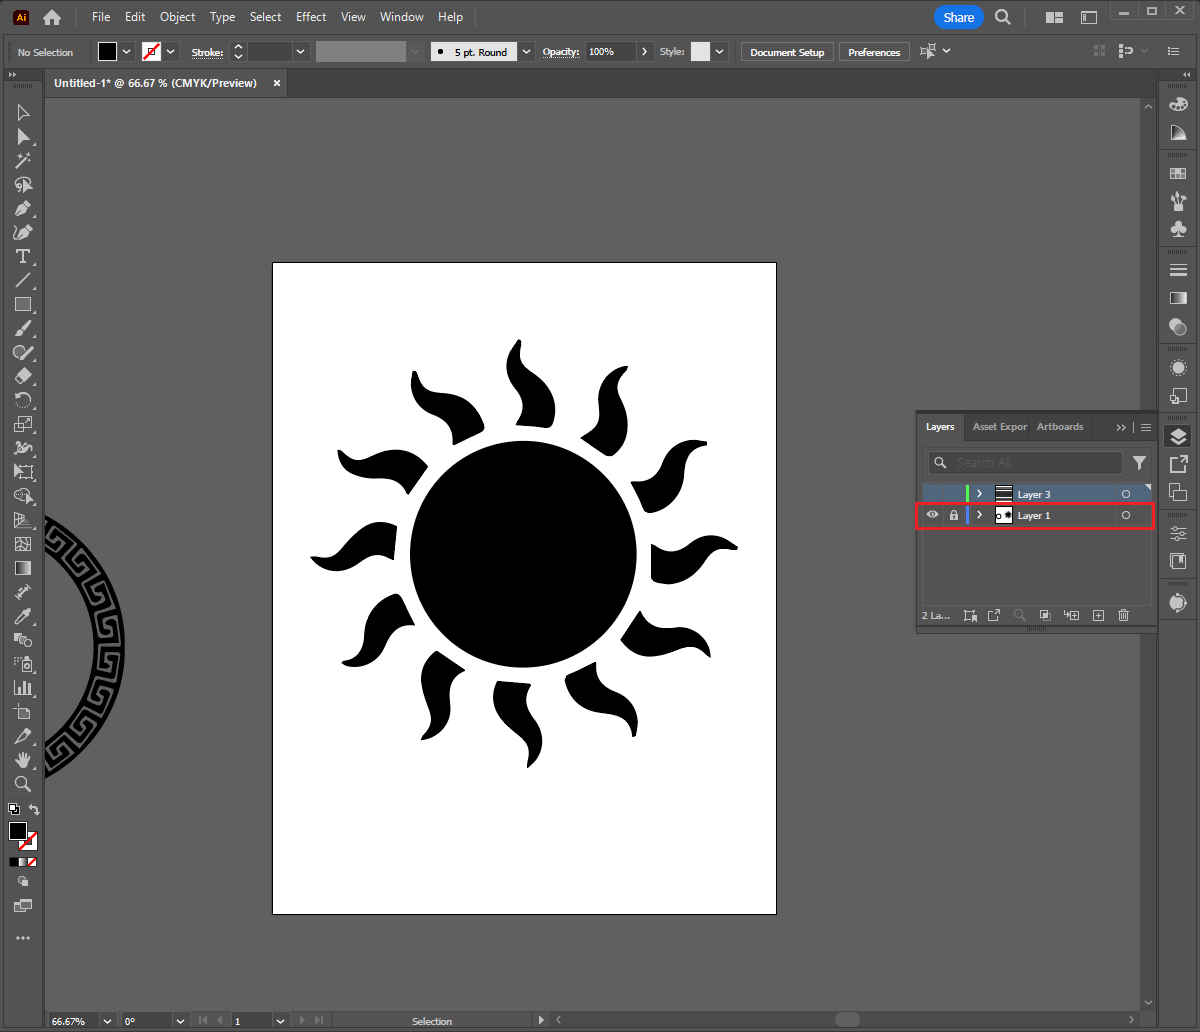 Ai
File Edit Object Type Select Effect View Window Help
Share
No Selection
Stroke:
5 pt. Round
Opacity:
100%
Style:
Document Setup
Preferences
Untitled-1* @ 66.67 % (CMYK/Preview)
Layers
Asset Expor
Artboards
Search All
Layer 3
Layer 1
2 La...
66.67%
0°
1
Selection